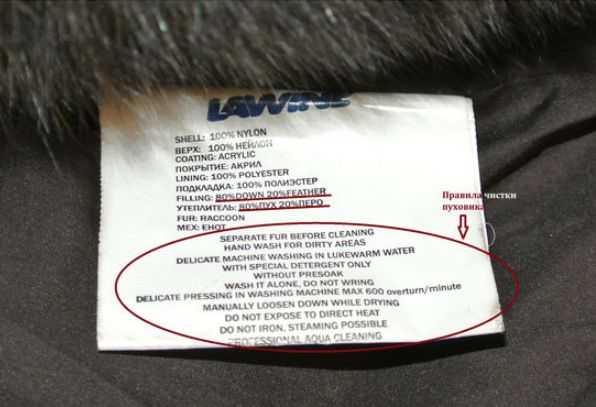 LAWINE
SHELL: 100% NYLON
ВЕРХ: 100% НЕЙЛОН
COATING: ACRYLIC
ПОКРЫТИЕ: АКРИЛ
LINING: 100% POLYESTER
ПОДКЛАДКА: 100% ПОЛИЭСТЕР
FILLING: 80%DOWN 20%FEATHER
УТЕПЛИТЕЛЬ: 80%ПУХ 20%ПЕРО
FUR: RACCOON
МЕХ: ЕНОТ
Правила чистки
пуховика
SEPARATE FUR BEFORE CLEANING
HAND WASH FOR DIRTY AREAS
DELICATE MACHINE WASHING IN LUKEWARM WATER
WITH SPECIAL DETERGENT ONLY
WITHOUT PRESOAK
WASH IT ALONE, DO NOT WRING
DELICATE PRESSING IN WASHING MACHINE MAX 600 overturn/minute
MANUALLY LOOSEN DOWN WHILE DRYING
DO NOT EXPOSE TO DIRECT HEAT
DO NOT IRON, STEAMING POSSIBLE
PROFESSIONAL AQUA CLEANING